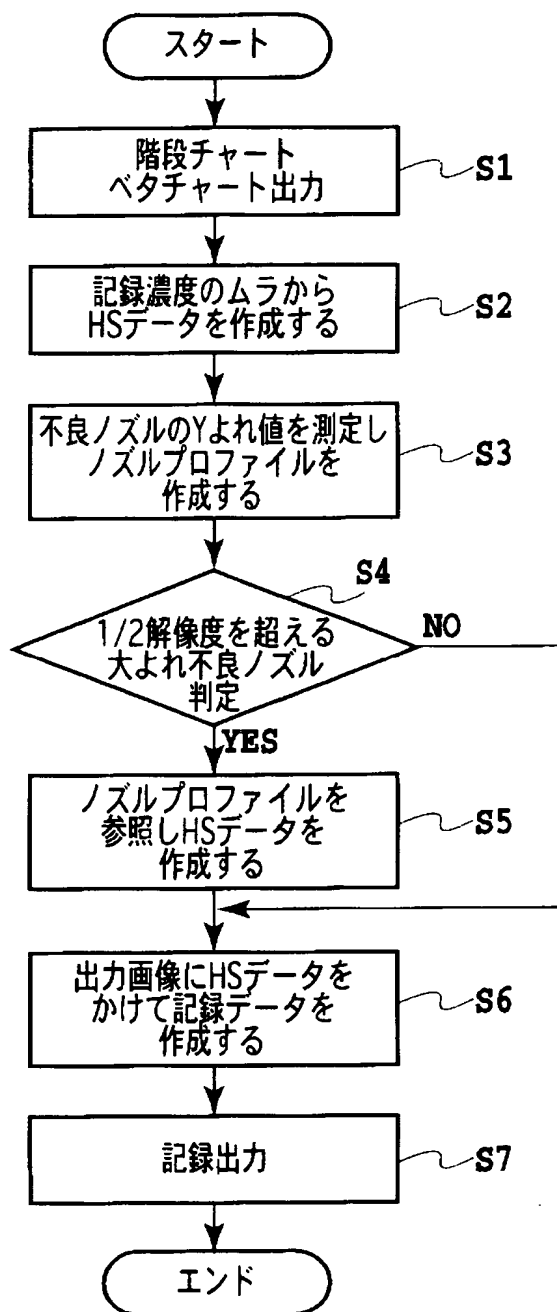 スタート
階段チャート
ベタチャート出力
S1
記録濃度のムラから
HSデータを作成する
S2
不良ノズルのYよれ値を測定し
ノズルプロファイルを
作成する
S3
S4
1/2解像度を超える
大よれ不良ノズル
判定
NO
YES
ノズルプロファイルを
参照しHSデータを
作成する
S5
出力画像にHSデータを
かけて記録データを
作成する
S6
記録出力
S7
エンド